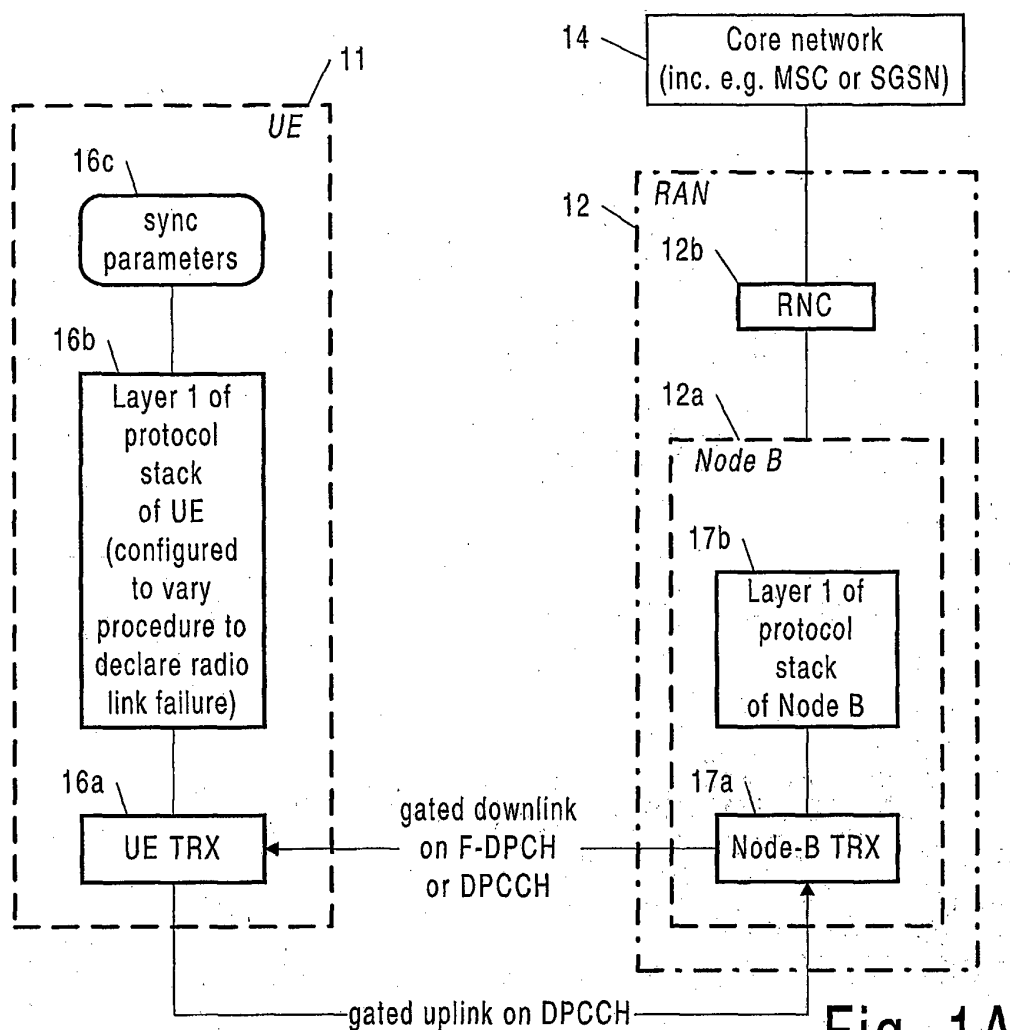 14
Core network
(inc. e.g. MSC or SGSN)
11
UE
16c
sync
parameters
16b
Layer 1 of
protocol
stack
of UE
(configured
to vary
procedure to
declare radio
link failure)
16a
UE TRX
12
RAN
12b
RNC
12a
Node B
17b
Layer 1 of
protocol
stack
of Node B
17a
Node-B TRX
gated downlink
on F-DPCH
or DPCCH
gated uplink on DPCCH
Fig. 1A